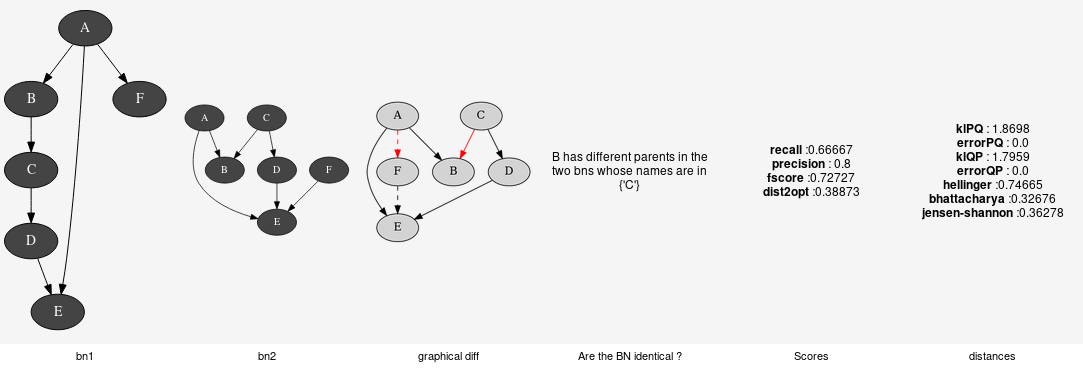 A
B
F
C
D
E
A
C
B
D
F
E
A
C
F
B
D
E
B has different parents in the
two bns whose names are in
{'C'}
recall :0.66667
precision : 0.8
fscore : 0.72727
dist2opt :0.38873
klPQ : 1.8698
errorPQ : 0.0
klQP : 1.7959
errorQP : 0.0
hellinger : 0.74665
bhattacharya : 0.32676
jensen-shannon :0.36278
bn1
bn2
graphical diff
Are the BN identical ?
Scores
distances